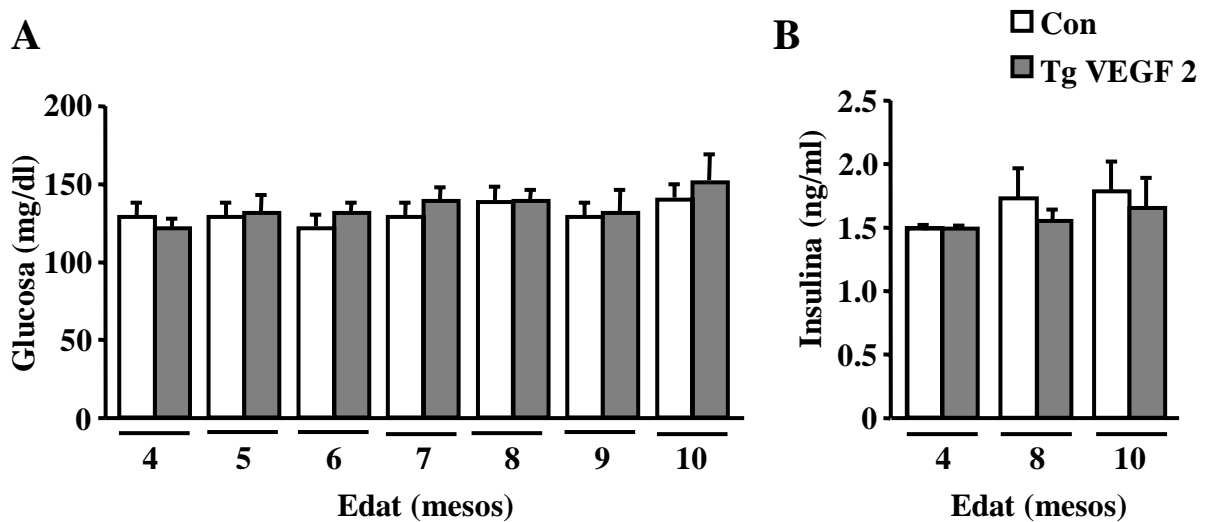 A
Glucosa (mg/dl)
200
150
100
50
0
4 5 6 7 8 9 10
Edat (mesos)
B
Con
Tg VEGF 2
Insulina (ng/ml)
2.5
2.0
1.5
1.0
0.5
0
4 8 10
Edat (mesos)